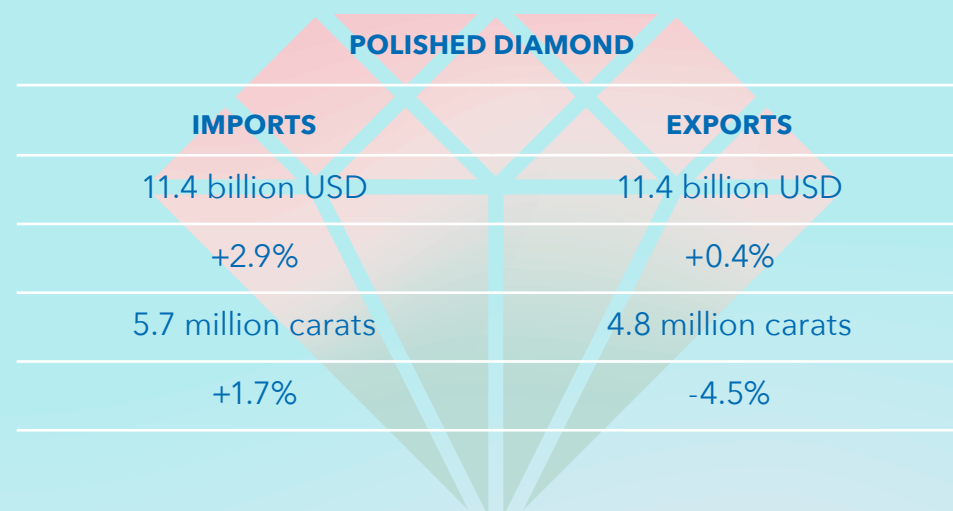 POLISHED DIAMOND
IMPORTS EXPORTS
11.4 billion USD 11.4 billion USD
+2.9% +0.4%
5.7 million carats 4.8 million carats
+1.7% -4.5%